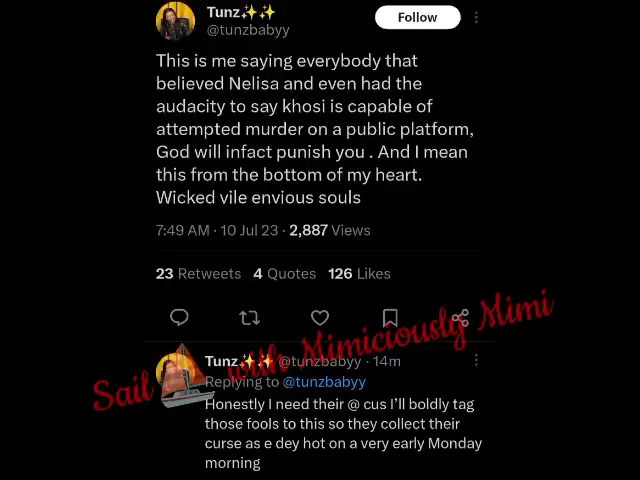 Tunz✨✨
@tunzbabyy
Follow
This is me saying everybody that
believed Nelisa and even had the
audacity to say khosi is capable of
attempted murder on a public platform,
God will infact punish you . And I mean
this from the bottom of my heart.
Wicked vile envious souls
7:49 AM · 10 Jul 23 · 2,887 Views
23 Retweets 4 Quotes 126 Likes
Sail with Mimiciously Mimi
Tunz✨✨ @tunzbabyy · 14m
Replying to @tunzbabyy
Honestly I need their @ cus I'll boldly tag
those fools to this so they collect their
curse as e dey hot on a very early Monday
morning